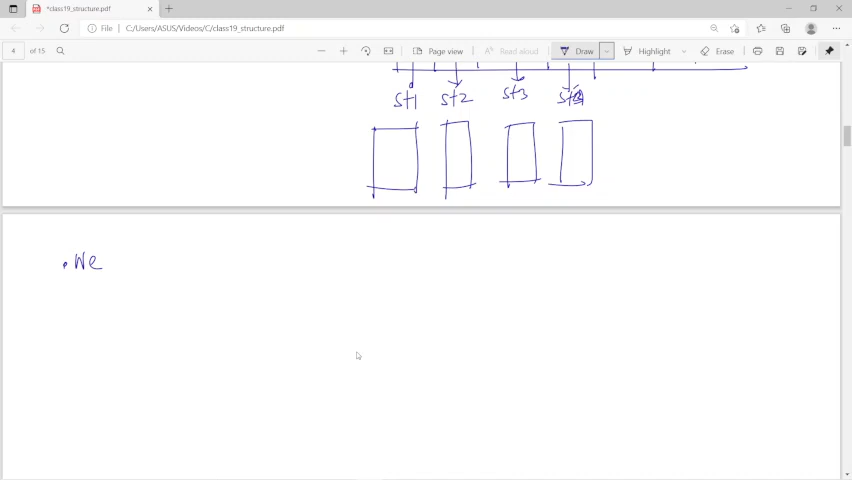 *class19_structure.pdf
File C:/Users/ASUS/Videos/C/class19_structure.pdf
4 of 15 Page view Read aloud Draw Highlight Erase
st1 st2 st3
. We